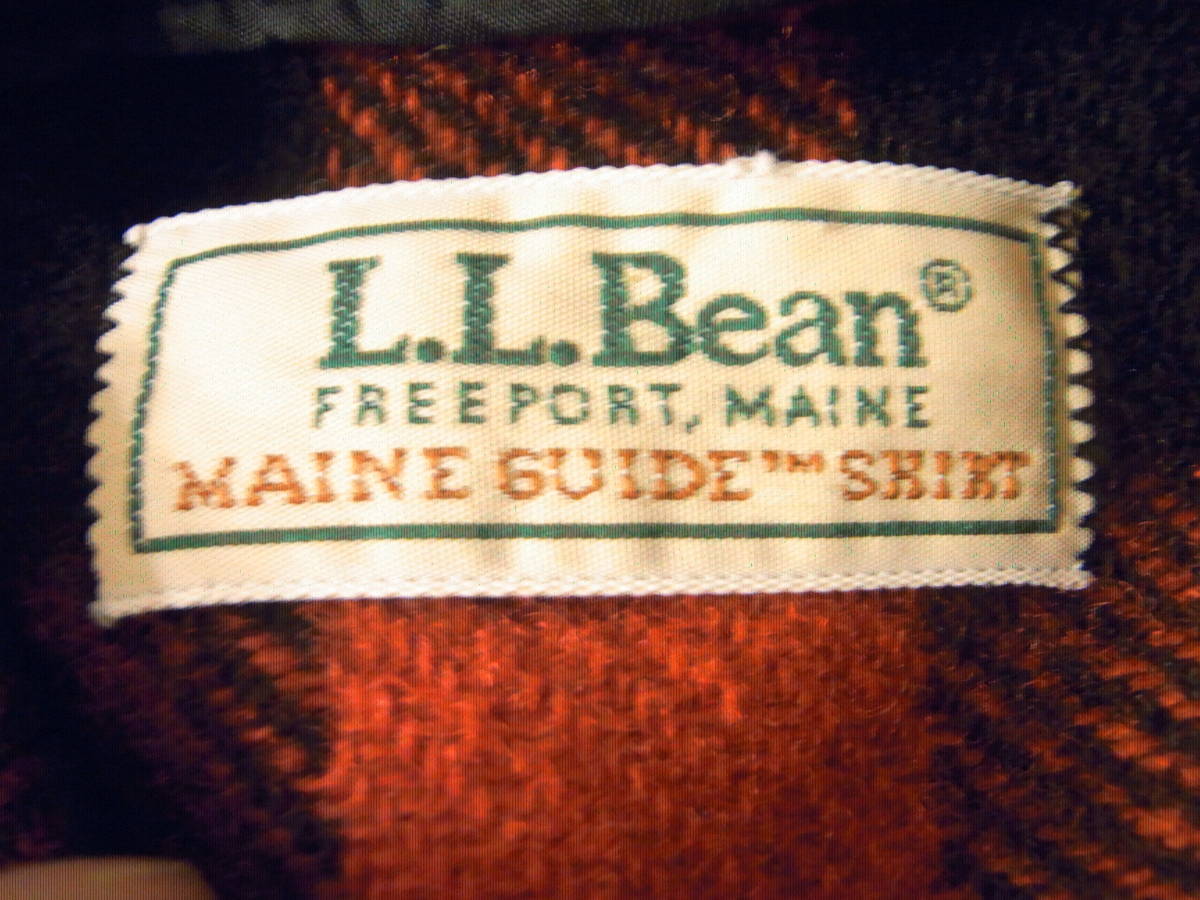 L.L.Bean®
FREEPORT, MAINE
MAINE GUIDE™ SHIRT